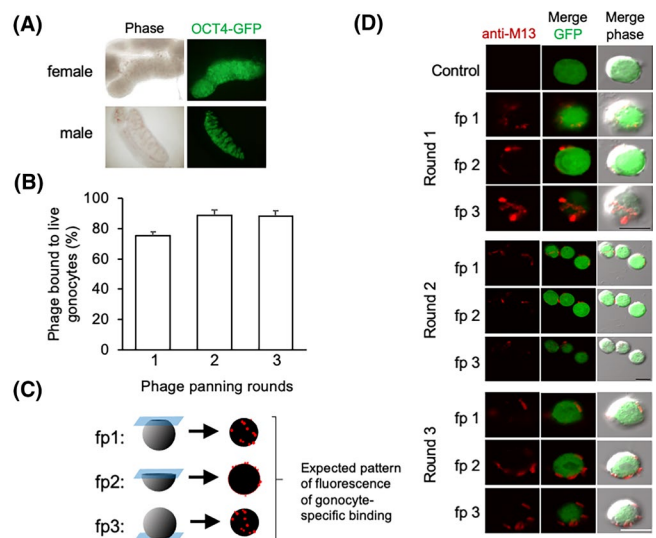 (A)
Phase OCT4-GFP
female
male
(B)
Phage bound to live
gonocytes (%)
100
80
60
40
20
0
1 2 3
Phage panning rounds
(C)
fp1:
fp2:
fp3:
Expected pattern
of fluorescence
of gonocyte-
specific binding
(D)
anti-M13
Merge
GFP
Merge
phase
Control
Round 1
fp 1
fp 2
fp 3
Round 2
fp 1
fp 2
fp 3
Round 3
fp 1
fp 2
fp 3